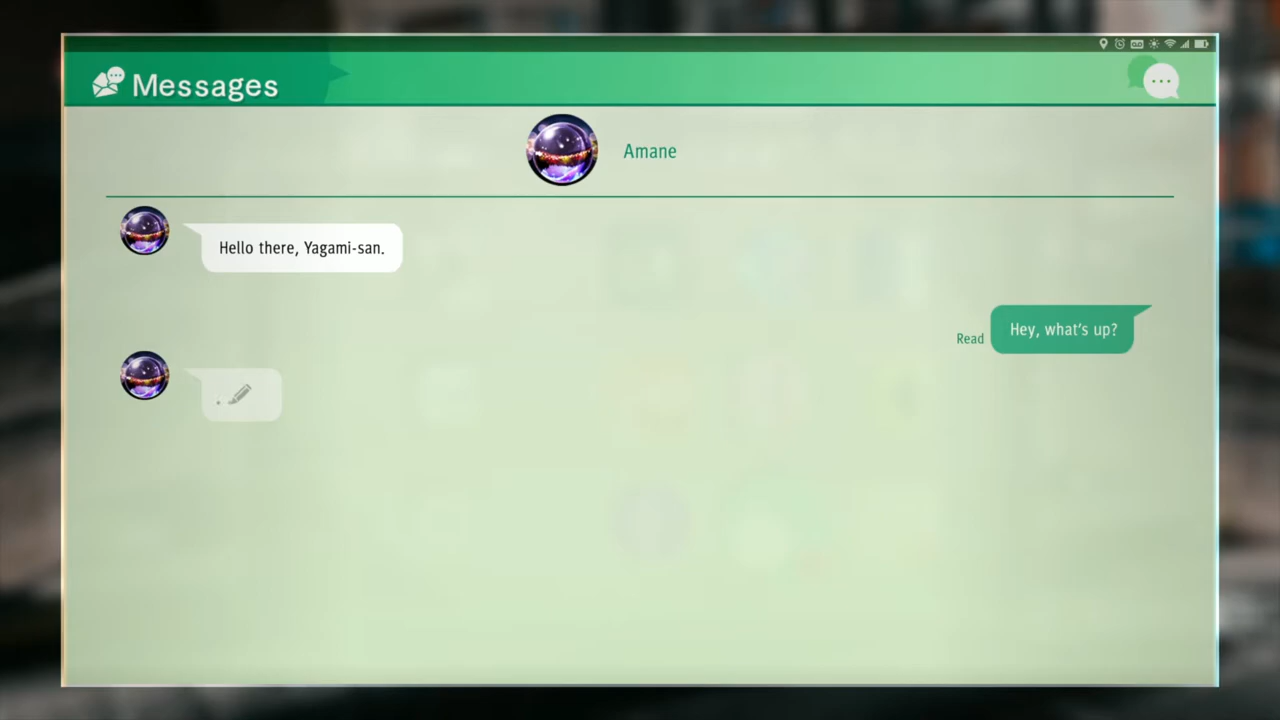 Messages
Amane
Hello there, Yagami-san.
Hey, what's up?
Read
.